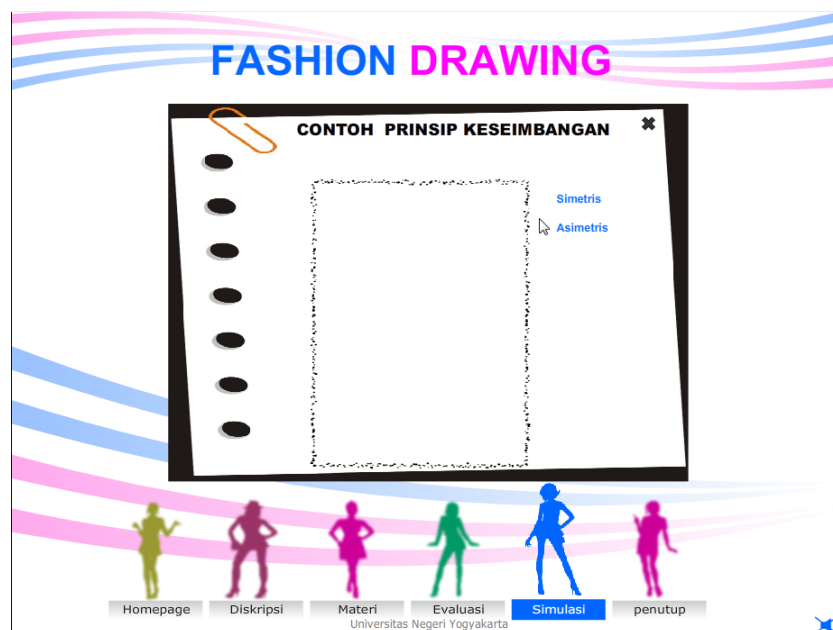 FASHION DRAWING
CONTOH PRINSIP KESEIMBANGAN
Simetris
Asimetris
Homepage
Diskripsi
Materi
Evaluasi
Simulasi
penutup
Universitas Negeri Yogyakarta